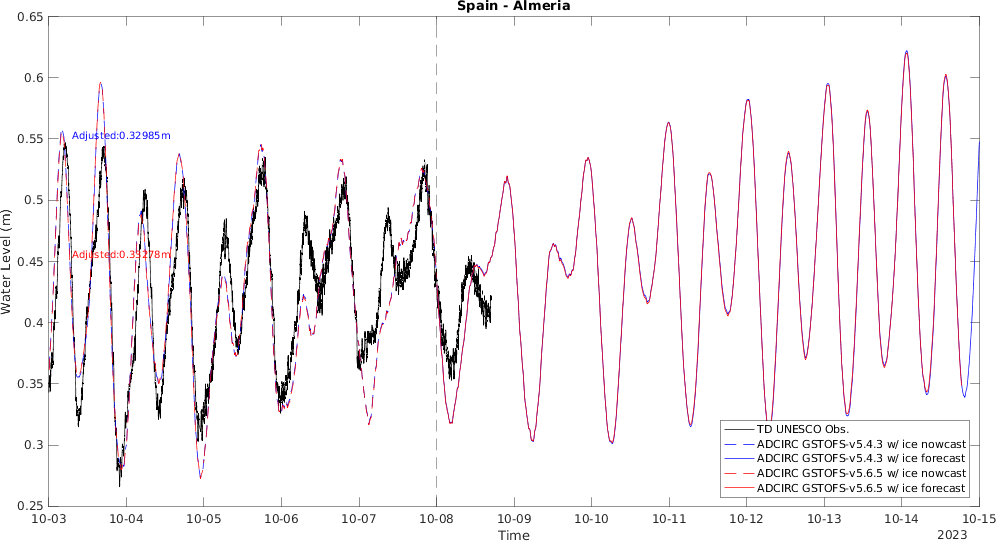 Spain - Almeria
0.65
0.6
0.55
0.5
0.45
0.4
0.35
0.3
0.25
Water Level (m)
Adjusted:0.32985m
Adjusted:0.35278m
TD UNESCO Obs.
ADCIRC GSTOFS-v5.4.3 w/ ice nowcast
ADCIRC GSTOFS-v5.4.3 w/ ice forecast
ADCIRC GSTOFS-v5.6.5 w/ ice nowcast
ADCIRC GSTOFS-v5.6.5 w/ ice forecast
10-03 10-04 10-05 10-06 10-07 10-08 10-09 10-10 10-11 10-12 10-13 10-14 10-15
Time
2023